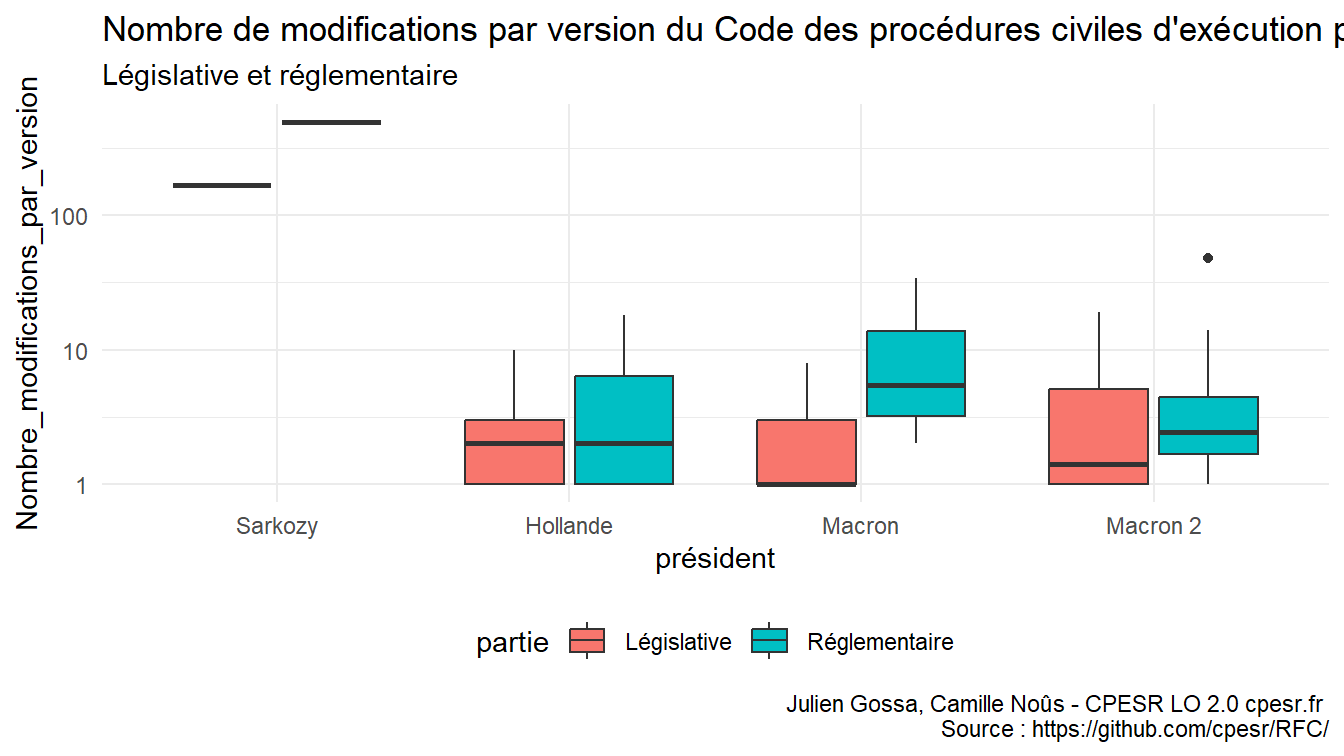 Nombre de modifications par version du Code des procédures civiles d'exécution p
Législative et réglementaire
Nombre_modifications_par_version
100
10
1
Sarkozy
Hollande
Macron
Macron 2
président
partie
Législative
Réglementaire
Julien Gossa, Camille Noûs - CPESR LO 2.0 cpesr.fr
Source : https://github.com/cpesr/RFC/